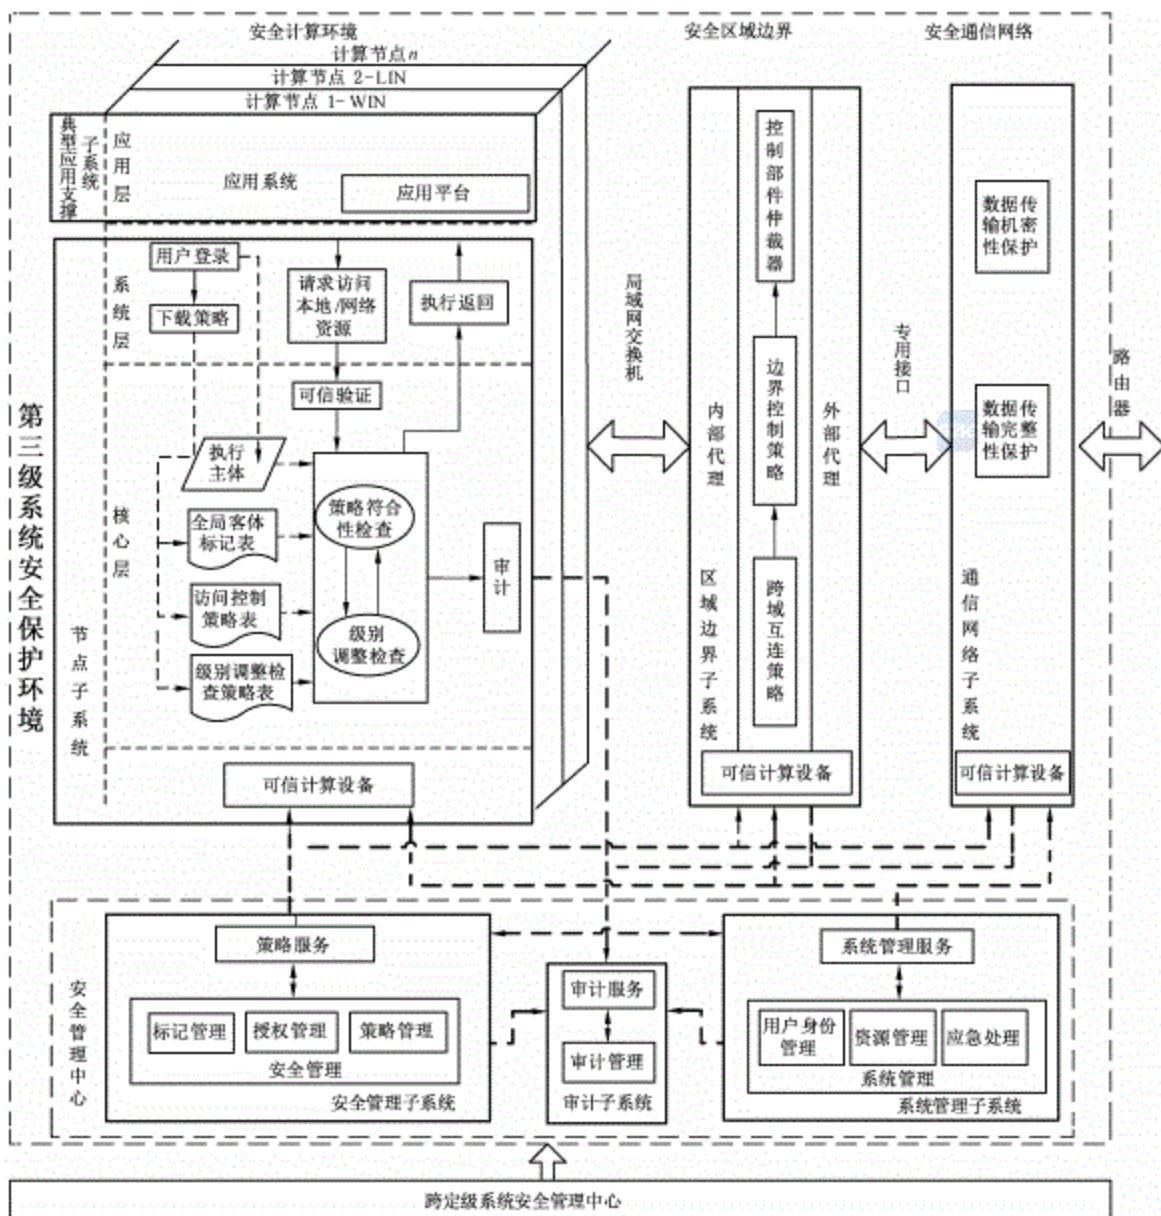 安全计算环境
安全区域边界
安全通信网络
计算节点n
计算节点 2-LIN
计算节点 1-WIN
典型应用支撑
子系统
应用层
应用系统
应用平台
第三级系统安全保护环境
节点子系统
系统层
用户登录
下载策略
请求访问
本地/网络
资源
执行返回
核心层
可信验证
执行
主体
全局客体
标记表
访问控制
策略表
级别调整检
查策略表
策略符合
性检查
级别
调整检查
审计
可信计算设备
局域网交换机
内部代理
区域边界子系统
控制部件仲裁器
边界控制策略
跨域互连策略
外部代理
可信计算设备
专用接口
数据传
输机密
性保护
数据传
输完整
性保护
通信网络子系统
可信计算设备
路由器
安全管理中心
策略服务
标记管理
授权管理
策略管理
安全管理
安全管理子系统
审计服务
审计管理
审计子系统
系统管理服务
用户身份
管理
资源管理
应急处理
系统管理
系统管理子系统
跨定级系统安全管理中心